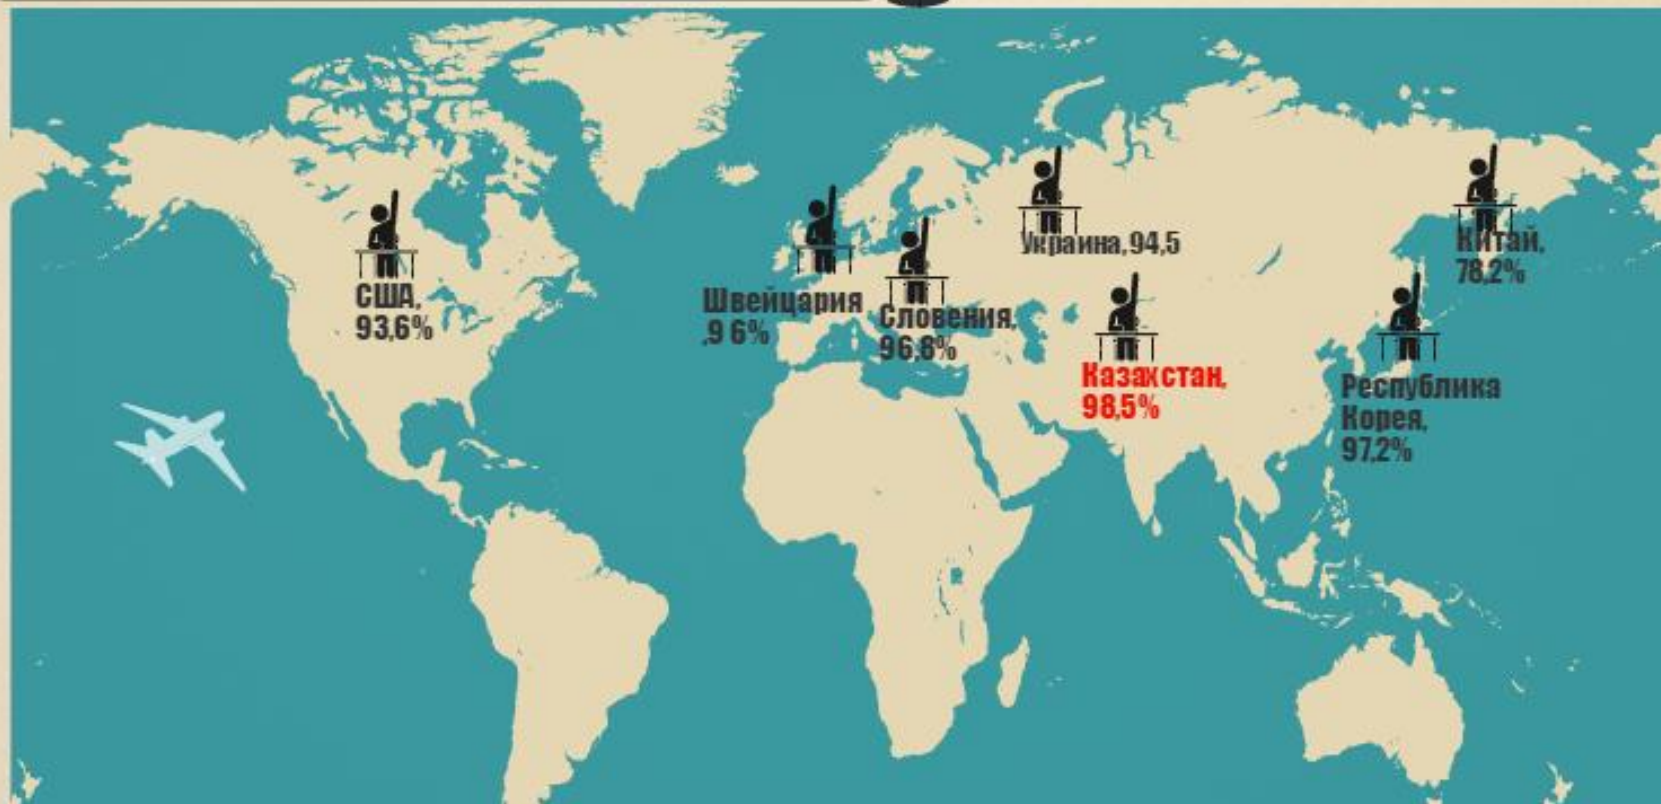 США,
93,6%
Швейцария
,9 6%
Словения,
96,8%
Украина,94,5
Казахстан,
98,5%
Китай,
78,2%
Республика
Корея,
97,2%